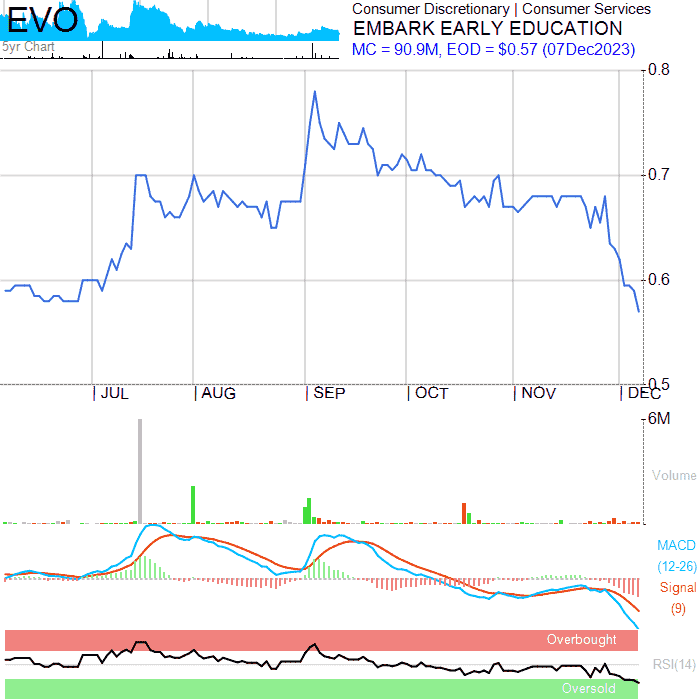 EVO
5yr Chart
Consumer Discretionary | Consumer Services
EMBARK EARLY EDUCATION
MC = 90.9M, EOD = $0.57 (07Dec2023)
0.8
0.7
0.6
0.5
JUL
AUG
SEP
OCT
NOV
DEC
6M
Volume
MACD
(12-26)
Signal
(9)
Overbought
RSI(14)
Oversold